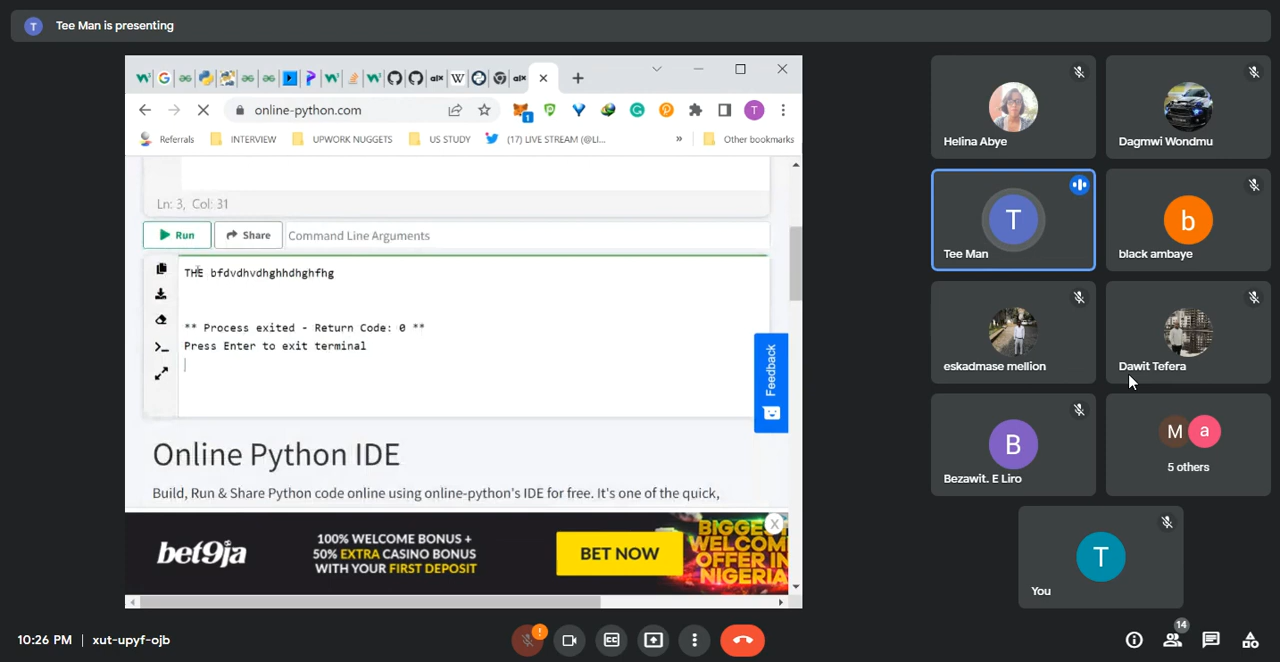 T Tee Man is presenting
online-python.com
T
1
Referrals INTERVIEW UPWORK NUGGETS US STUDY (17) LIVE STREAM (@LI... » Other bookmarks
Ln: 3, Col: 31
Run Share Command Line Arguments
THE bfdvdhvdhghhdhghfhg
** Process exited - Return Code: 0 **
Press Enter to exit terminal
Feedback
Online Python IDE
Build, Run & Share Python code online using online-python's IDE for free. It's one of the quick,
bet9ja
100% WELCOME BONUS +
50% EXTRA CASINO BONUS
WITH YOUR FIRST DEPOSIT
BET NOW
BIGGEST
WELCOME
OFFER IN
NIGERIA
Helina Abye
Dagmwi Wondmu
T
Tee Man
b
black ambaye
eskadmase mellion
Dawit Tefera
B
Bezawit. E Liro
M a
5 others
T
You
10:26 PM | xut-upyf-ojb
14